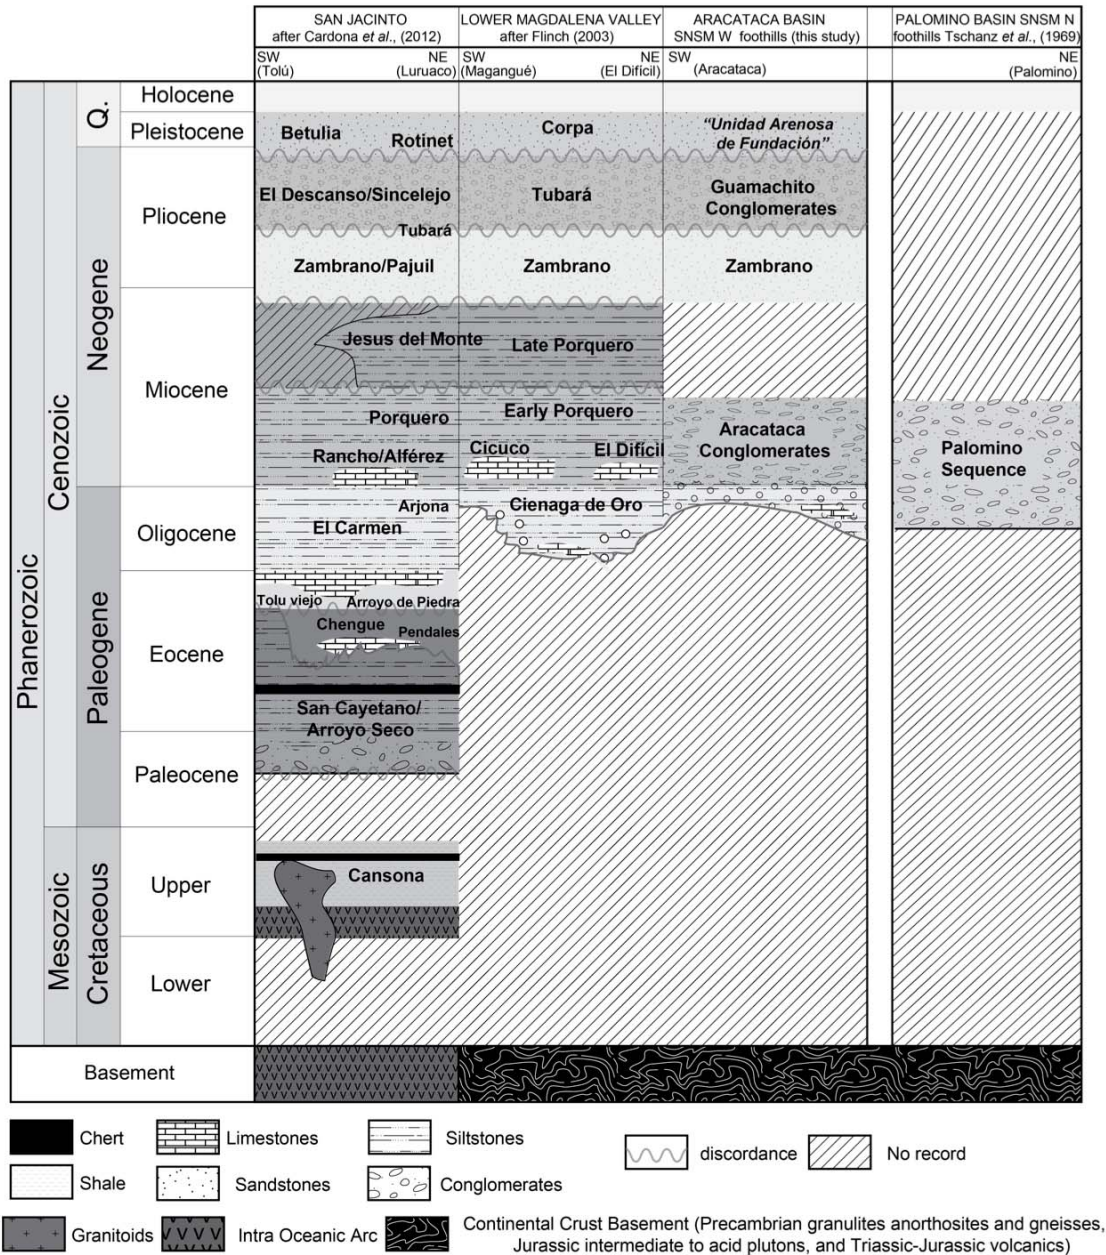 SAN JACINTO
after Cardona et al., (2012)
LOWER MAGDALENA VALLEY
after Flinch (2003)
ARACATACA BASIN
SNSM W foothills (this study)
PALOMINO BASIN SNSM N
foothills Tschanz et al., (1969)
SW
(Tolú)
NE
(Luruaco)
SW
(Magangué)
NE
(El Difícil)
SW
(Aracataca)
NE
(Palomino)
Phanerozoic
Cenozoic
Mesozoic
Q.
Neogene
Paleogene
Cretaceous
Holocene
Pleistocene
Pliocene
Miocene
Oligocene
Eocene
Paleocene
Upper
Lower
Basement
Betulia
Rotinet
El Descanso/Sincelejo
Tubará
Zambrano/Pajuil
Jesus del Monte
Porquero
Rancho/Alférez
Arjona
El Carmen
Tolu viejo
Arroyo de Piedra
Chengue
Pendales
San Cayetano/
Arroyo Seco
Cansona
Corpa
Tubará
Zambrano
Late Porquero
Early Porquero
Cicuco
El Difícil
Cienaga de Oro
"Unidad Arenosa
de Fundación"
Guamachito
Conglomerates
Zambrano
Aracataca
Conglomerates
Palomino
Sequence
Chert
Limestones
Siltstones
discordance
No record
Shale
Sandstones
Conglomerates
Granitoids
Intra Oceanic Arc
Continental Crust Basement (Precambrian granulites anorthosites and gneisses,
Jurassic intermediate to acid plutons, and Triassic-Jurassic volcanics)